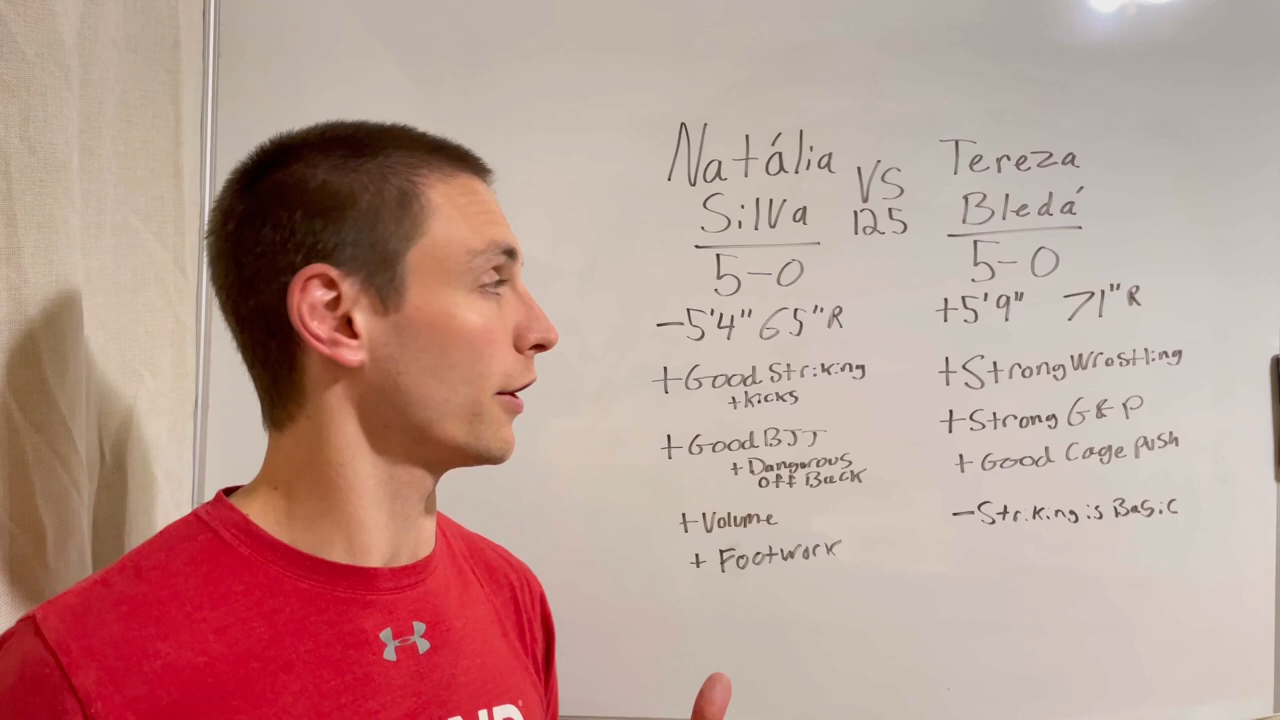 Natália
Silva
5-0
-5'4" 65"R
+Good Striking
+Kicks
+Good BJJ
+Dangerous
Off Back
+Volume
+ Footwork
VS
125
Tereza
Bledá
5-0
+5'9" 71"R
+Strong Wrestling
+Strong G&P
+Good Cage Push
-Striking is Basic